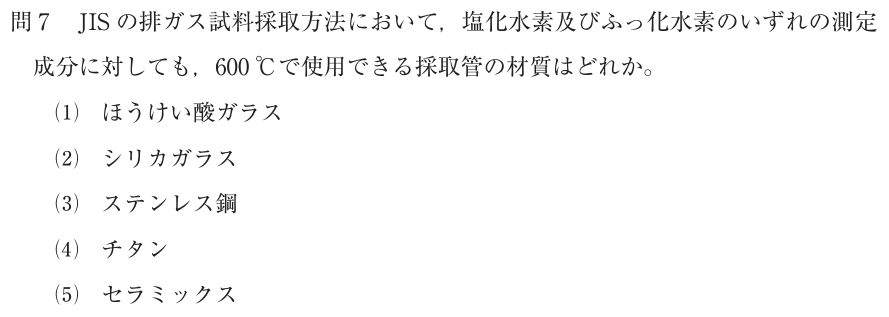 問7　JIS の排ガス試料採取方法において，塩化水素及びふっ化水素のいずれの測定
成分に対しても，600 ℃で使用できる採取管の材質はどれか。
(1)　ほうけい酸ガラス
(2)　シリカガラス
(3)　ステンレス鋼
(4)　チタン
(5)　セラミックス